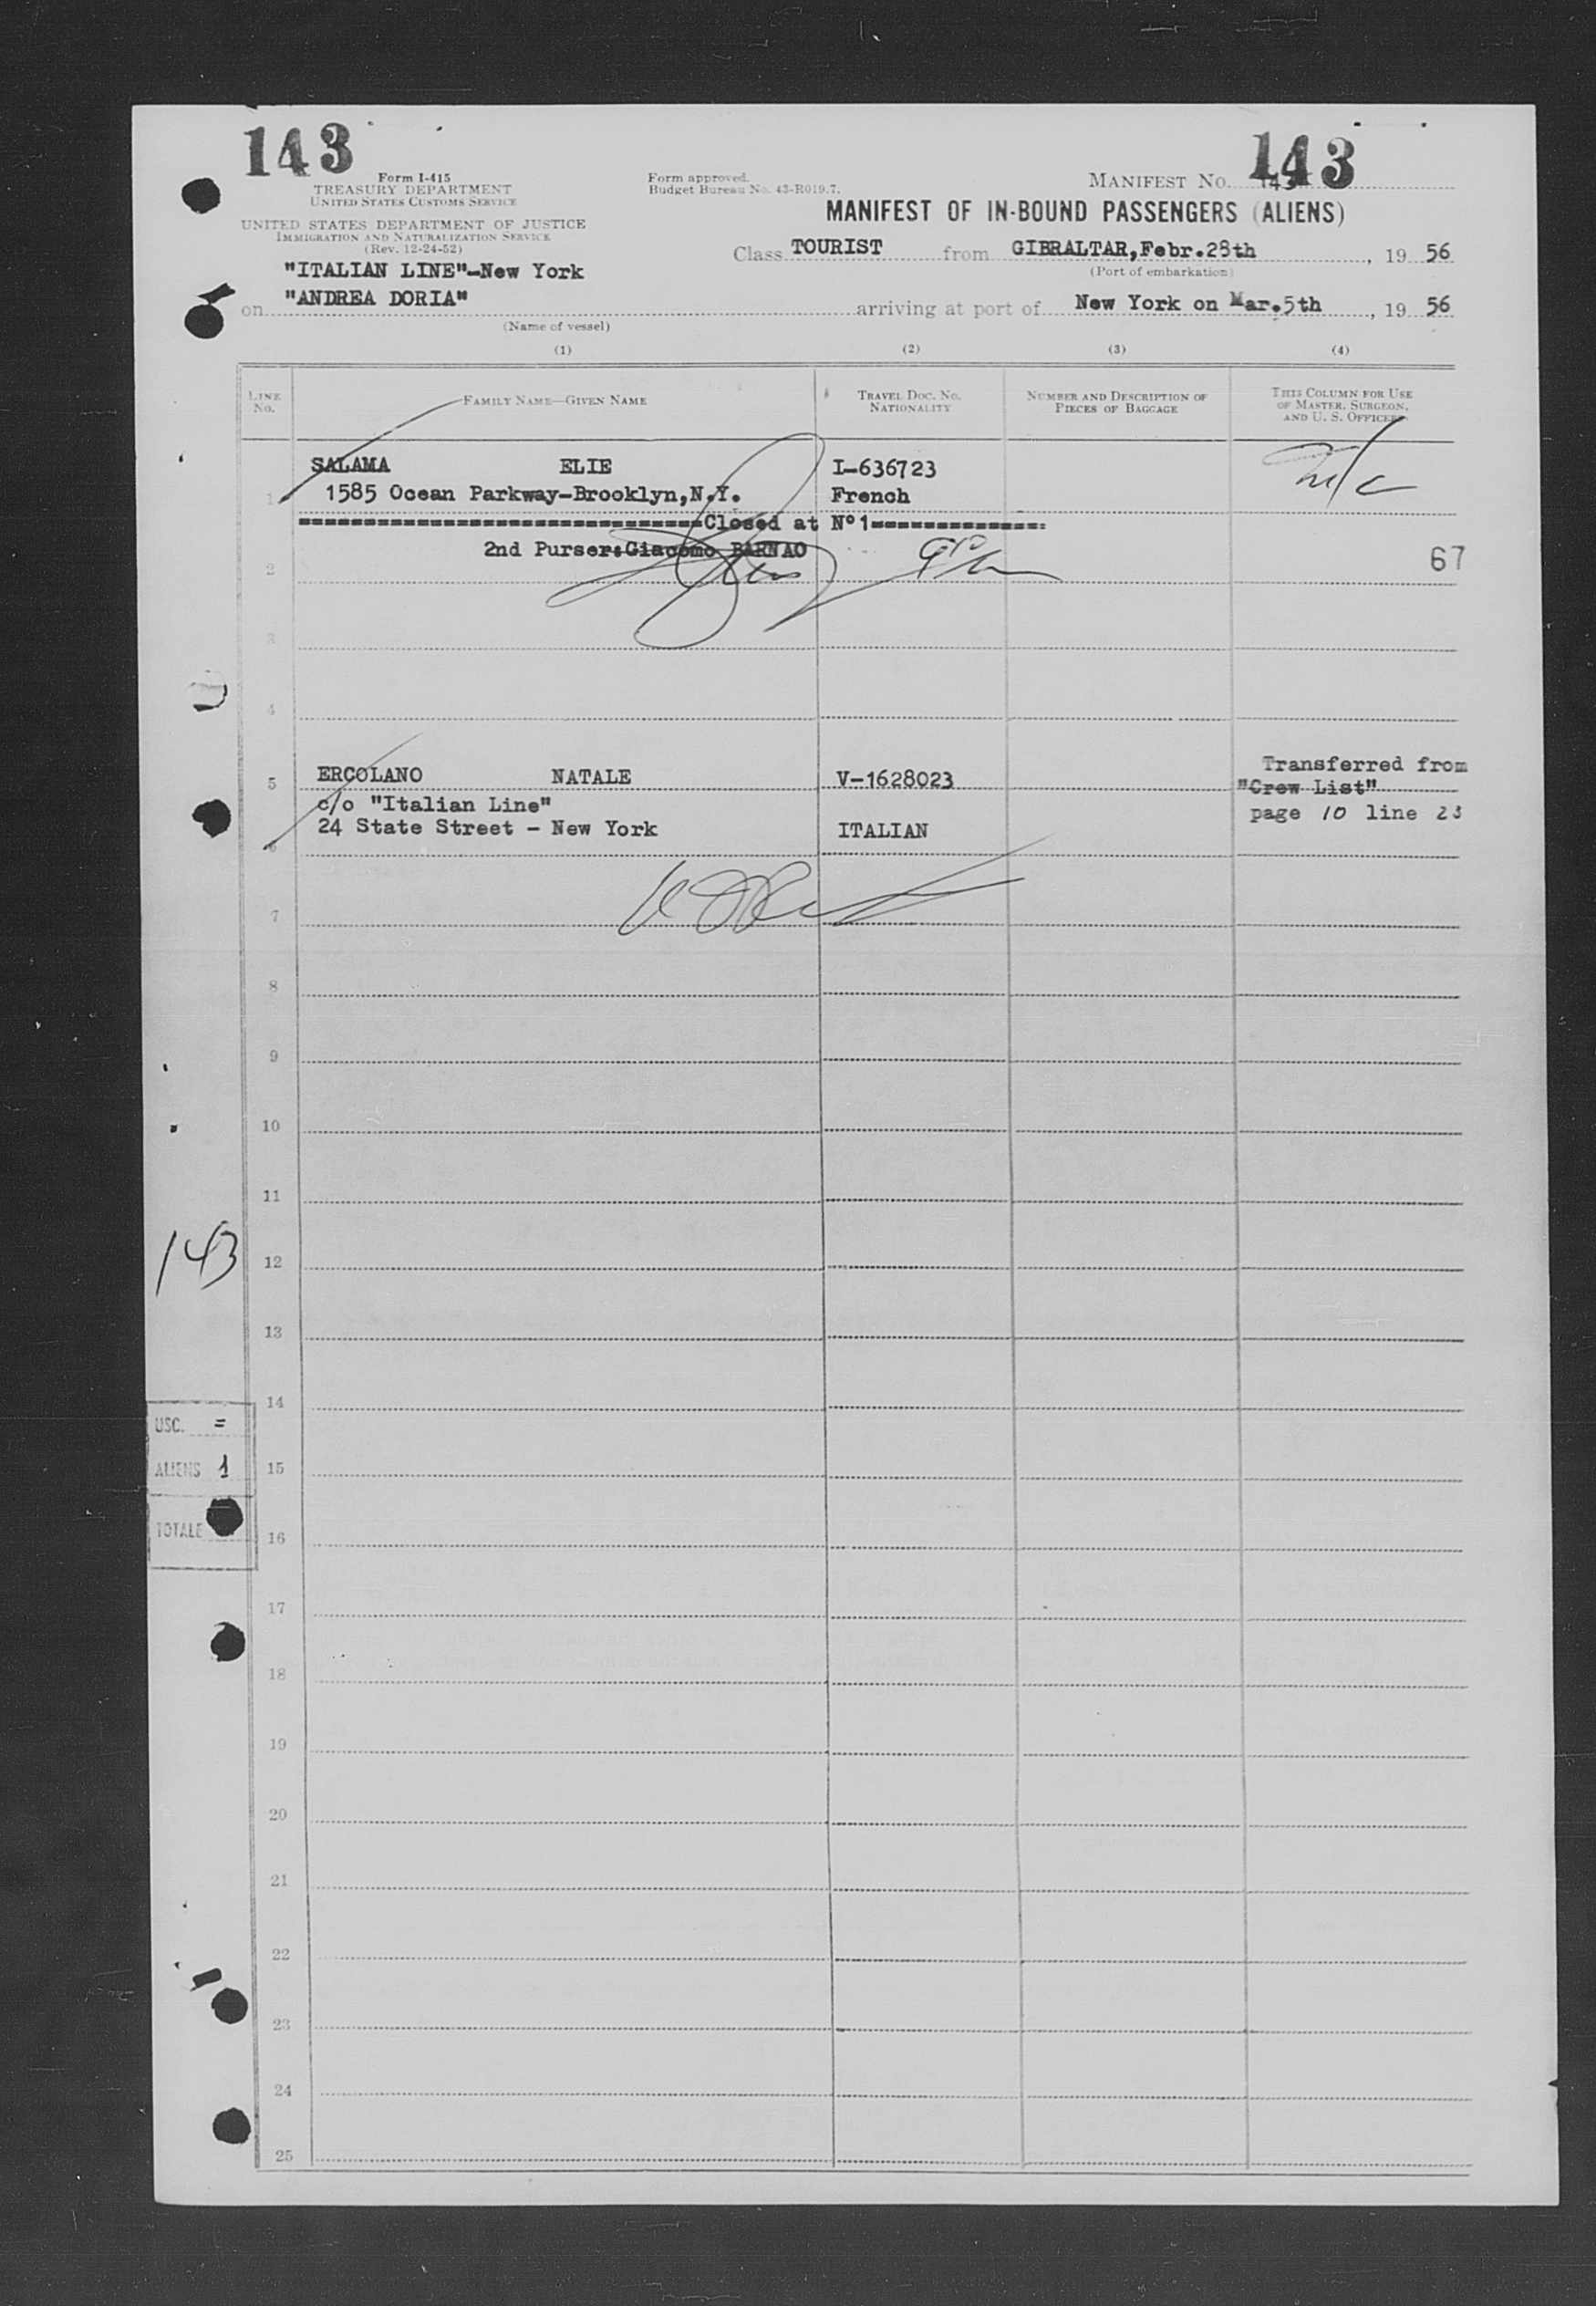 143
143
Form I-415
TREASURY DEPARTMENT
UNITED STATES CUSTOMS SERVICE
UNITED STATES DEPARTMENT OF JUSTICE
IMMIGRATION AND NATURALIZATION SERVICE
(Rev. 12-24-52)
Form approved.
Budget Bureau No. 43-R019.7.
MANIFEST NO. 143
MANIFEST OF IN-BOUND PASSENGERS (ALIENS)
Class TOURIST from GIBRALTAR,Febr.28th, 19 56
(Port of embarkation)
"ITALIAN LINE"-New York
on "ANDREA DORIA" arriving at port of New York on Mar.5th, 19 56
(Name of vessel)
(1) (2) (3) (4)
LINE NO. FAMILY NAME—GIVEN NAME TRAVEL DOC. NO. NATIONALITY NUMBER AND DESCRIPTION OF PIECES OF BAGGAGE THIS COLUMN FOR USE OF MASTER, SURGEON, AND U. S. OFFICERS
SALAMA ELIE I-636723
1 1585 Ocean Parkway-Brooklyn,N.Y. French
Closed at N°1
2nd Purser:Giacomo BARNAO
67
2
3
4
Transferred from
5 ERCOLANO NATALE V-1628023 "Crew List"
c/o "Italian Line" page 10 line 23
24 State Street - New York ITALIAN
6
7
8
9
10
11
143
12
13
14
USC. =
ALIENS 1
15
TOTALE
16
17
18
19
20
21
22
23
24
25